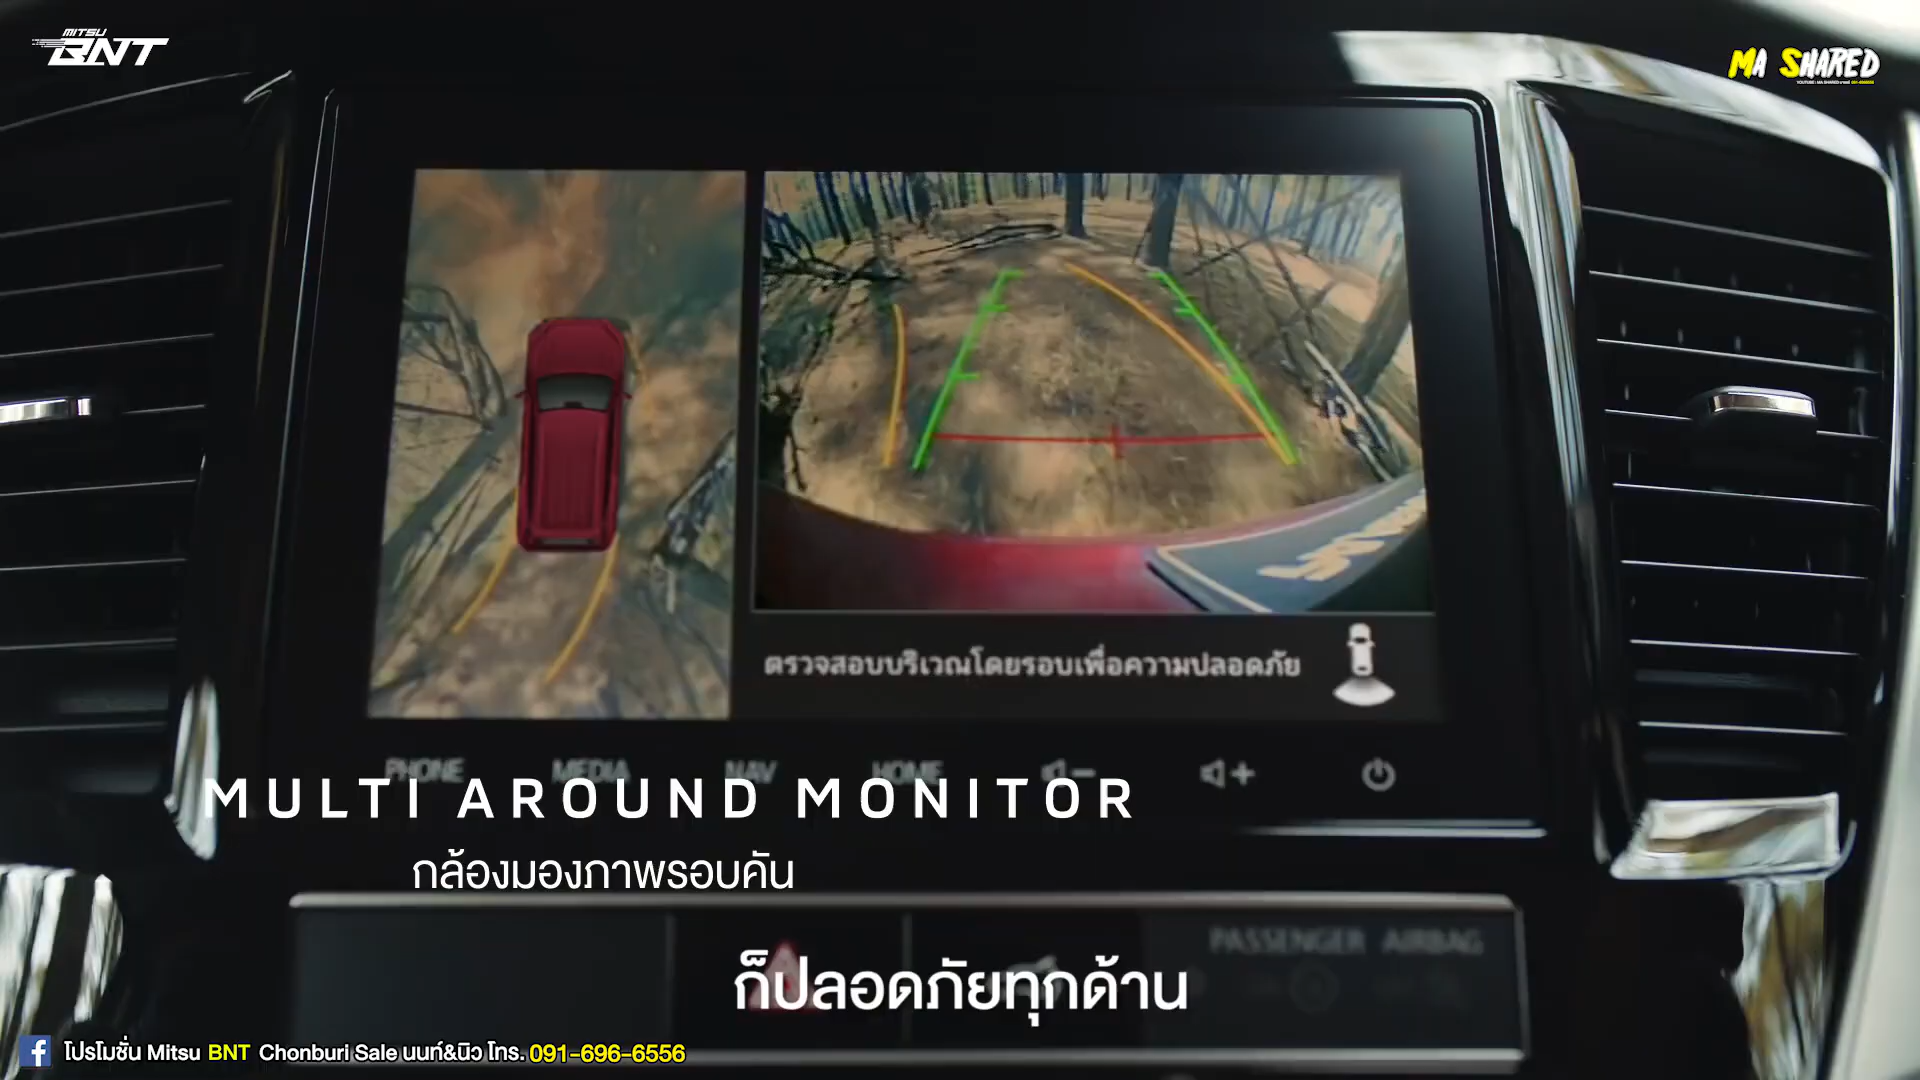 MITSU
BNT
MA SHARED
ตรวจสอบบริเวณโดยรอบเพื่อความปลอดภัย
PHONE MEDIA NAV HOME
MULTI AROUND MONITOR
กล้องมองภาพรอบคัน
PASSENGER AIRBAG
ก็ปลอดภัยทุกด้าน
โปรโมชั่น Mitsu BNT Chonburi Sale นนท์&นิว โทร. 091-696-6556